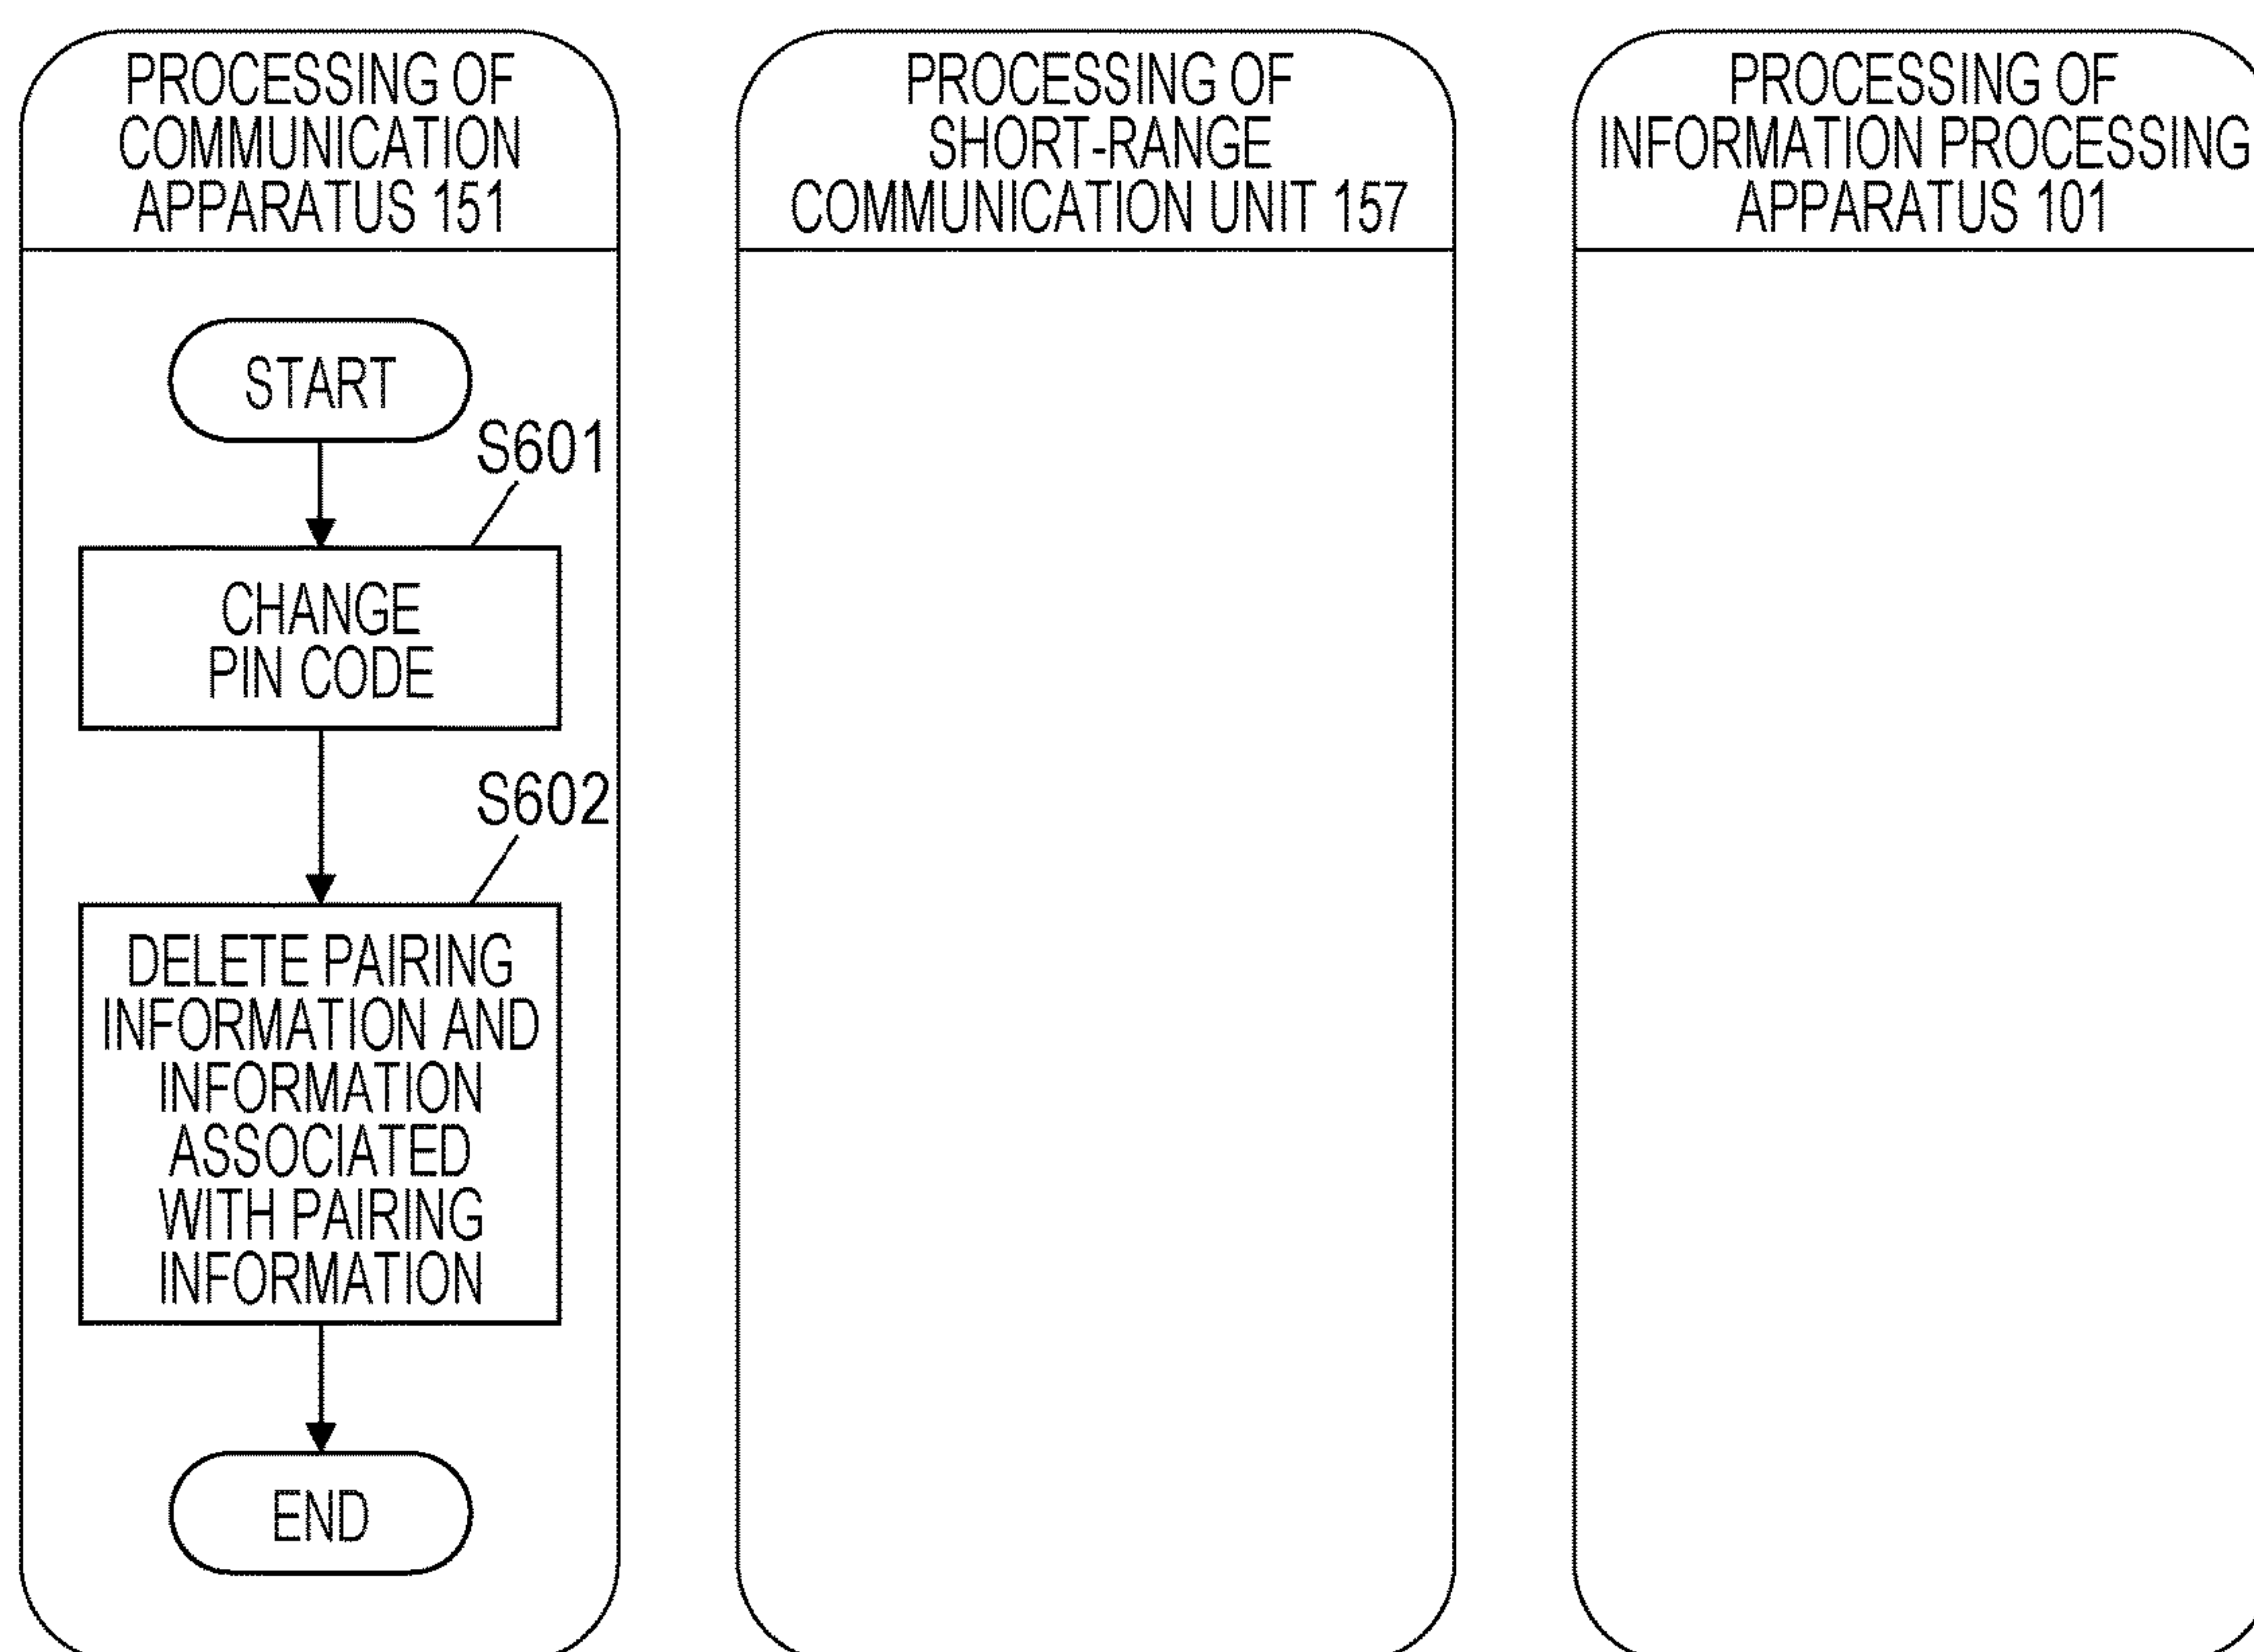 PROCESSING OF
COMMUNICATION
APPARATUS 151
START
S601
CHANGE
PIN CODE
S602
DELETE PAIRING
INFORMATION AND
INFORMATION
ASSOCIATED
WITH PAIRING
INFORMATION
END
PROCESSING OF
SHORT-RANGE
COMMUNICATION UNIT 157
PROCESSING OF
INFORMATION PROCESSING
APPARATUS 101